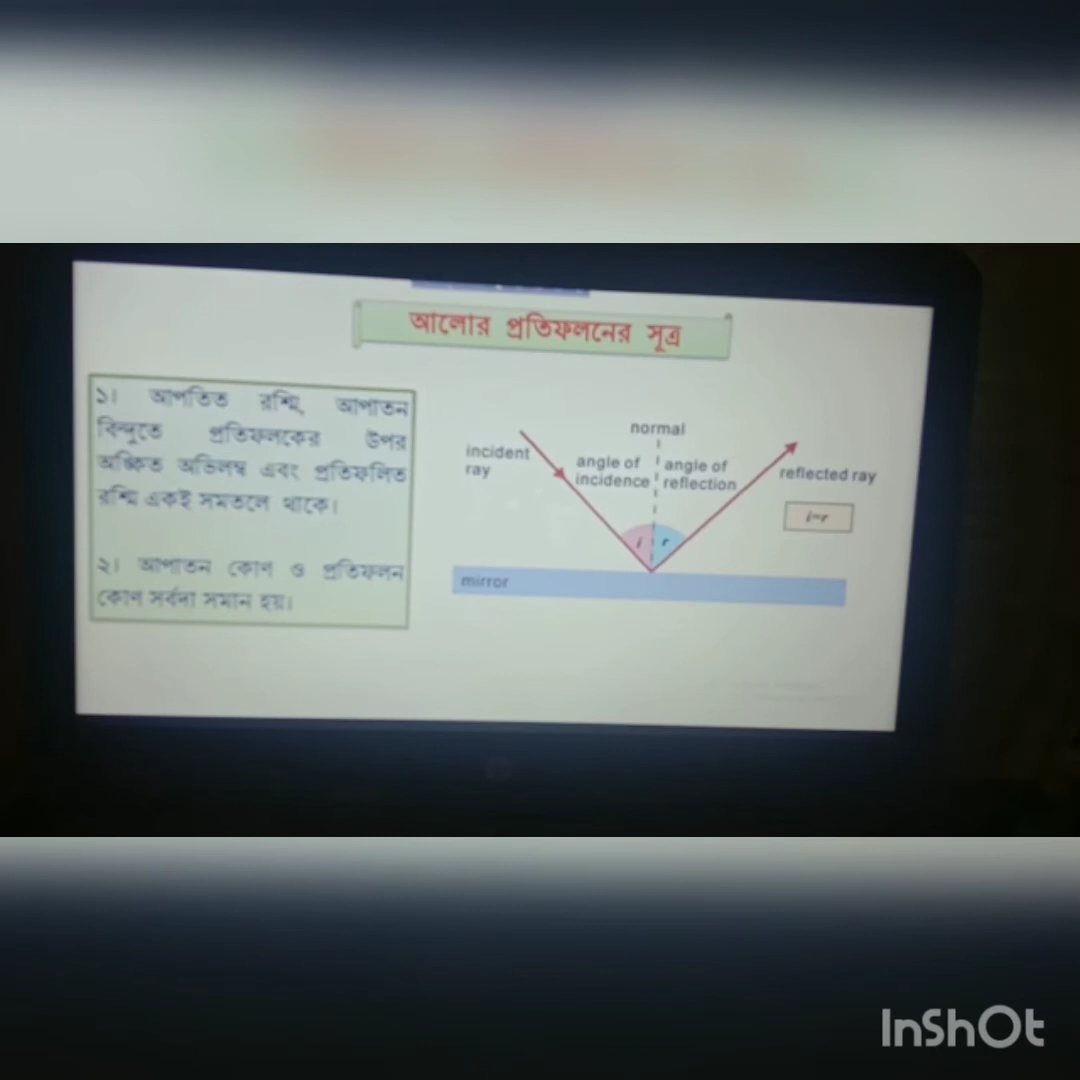 আলোর প্রতিফলনের সূত্র
১। আপতিত রশ্মি, আপাতন
বিন্দুতে প্রতিফলকের উপর
অঙ্কিত অভিলম্ব এবং প্রতিফলিত
রশ্মি একই সমতলে থাকে।
২। আপাতন কোণ ও প্রতিফলন
কোণ সর্বদা সমান হয়।
normal
incident
ray
angle of
incidence
angle of
reflection
reflected ray
i=r
i
r
mirror
InShOt